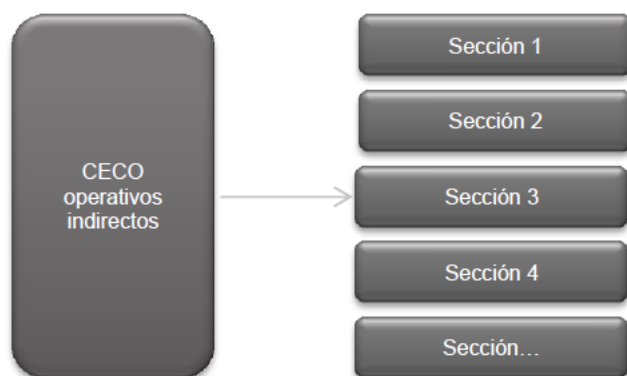 CECO
operativos
indirectos
Sección 1
Sección 2
Sección 3
Sección 4
Sección...